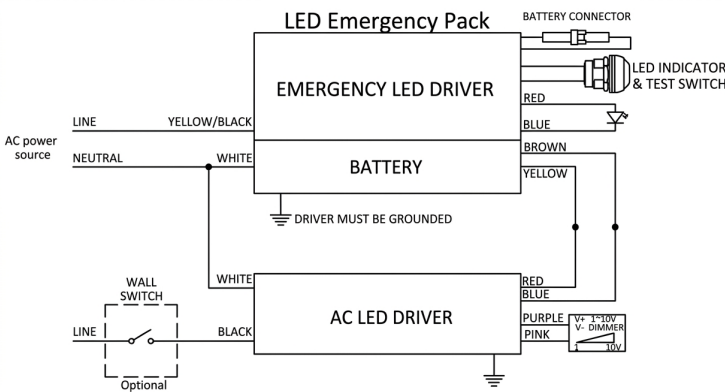 LED Emergency Pack
BATTERY CONNECTOR
EMERGENCY LED DRIVER
LED INDICATOR
& TEST SWITCH
RED
BLUE
LINE
YELLOW/BLACK
AC power
source
NEUTRAL
WHITE
BATTERY
BROWN
YELLOW
DRIVER MUST BE GROUNDED
WHITE
RED
BLUE
WALL
SWITCH
LINE
BLACK
AC LED DRIVER
PURPLE
PINK
V+ 1~10V
V- DIMMER
1 10V
Optional